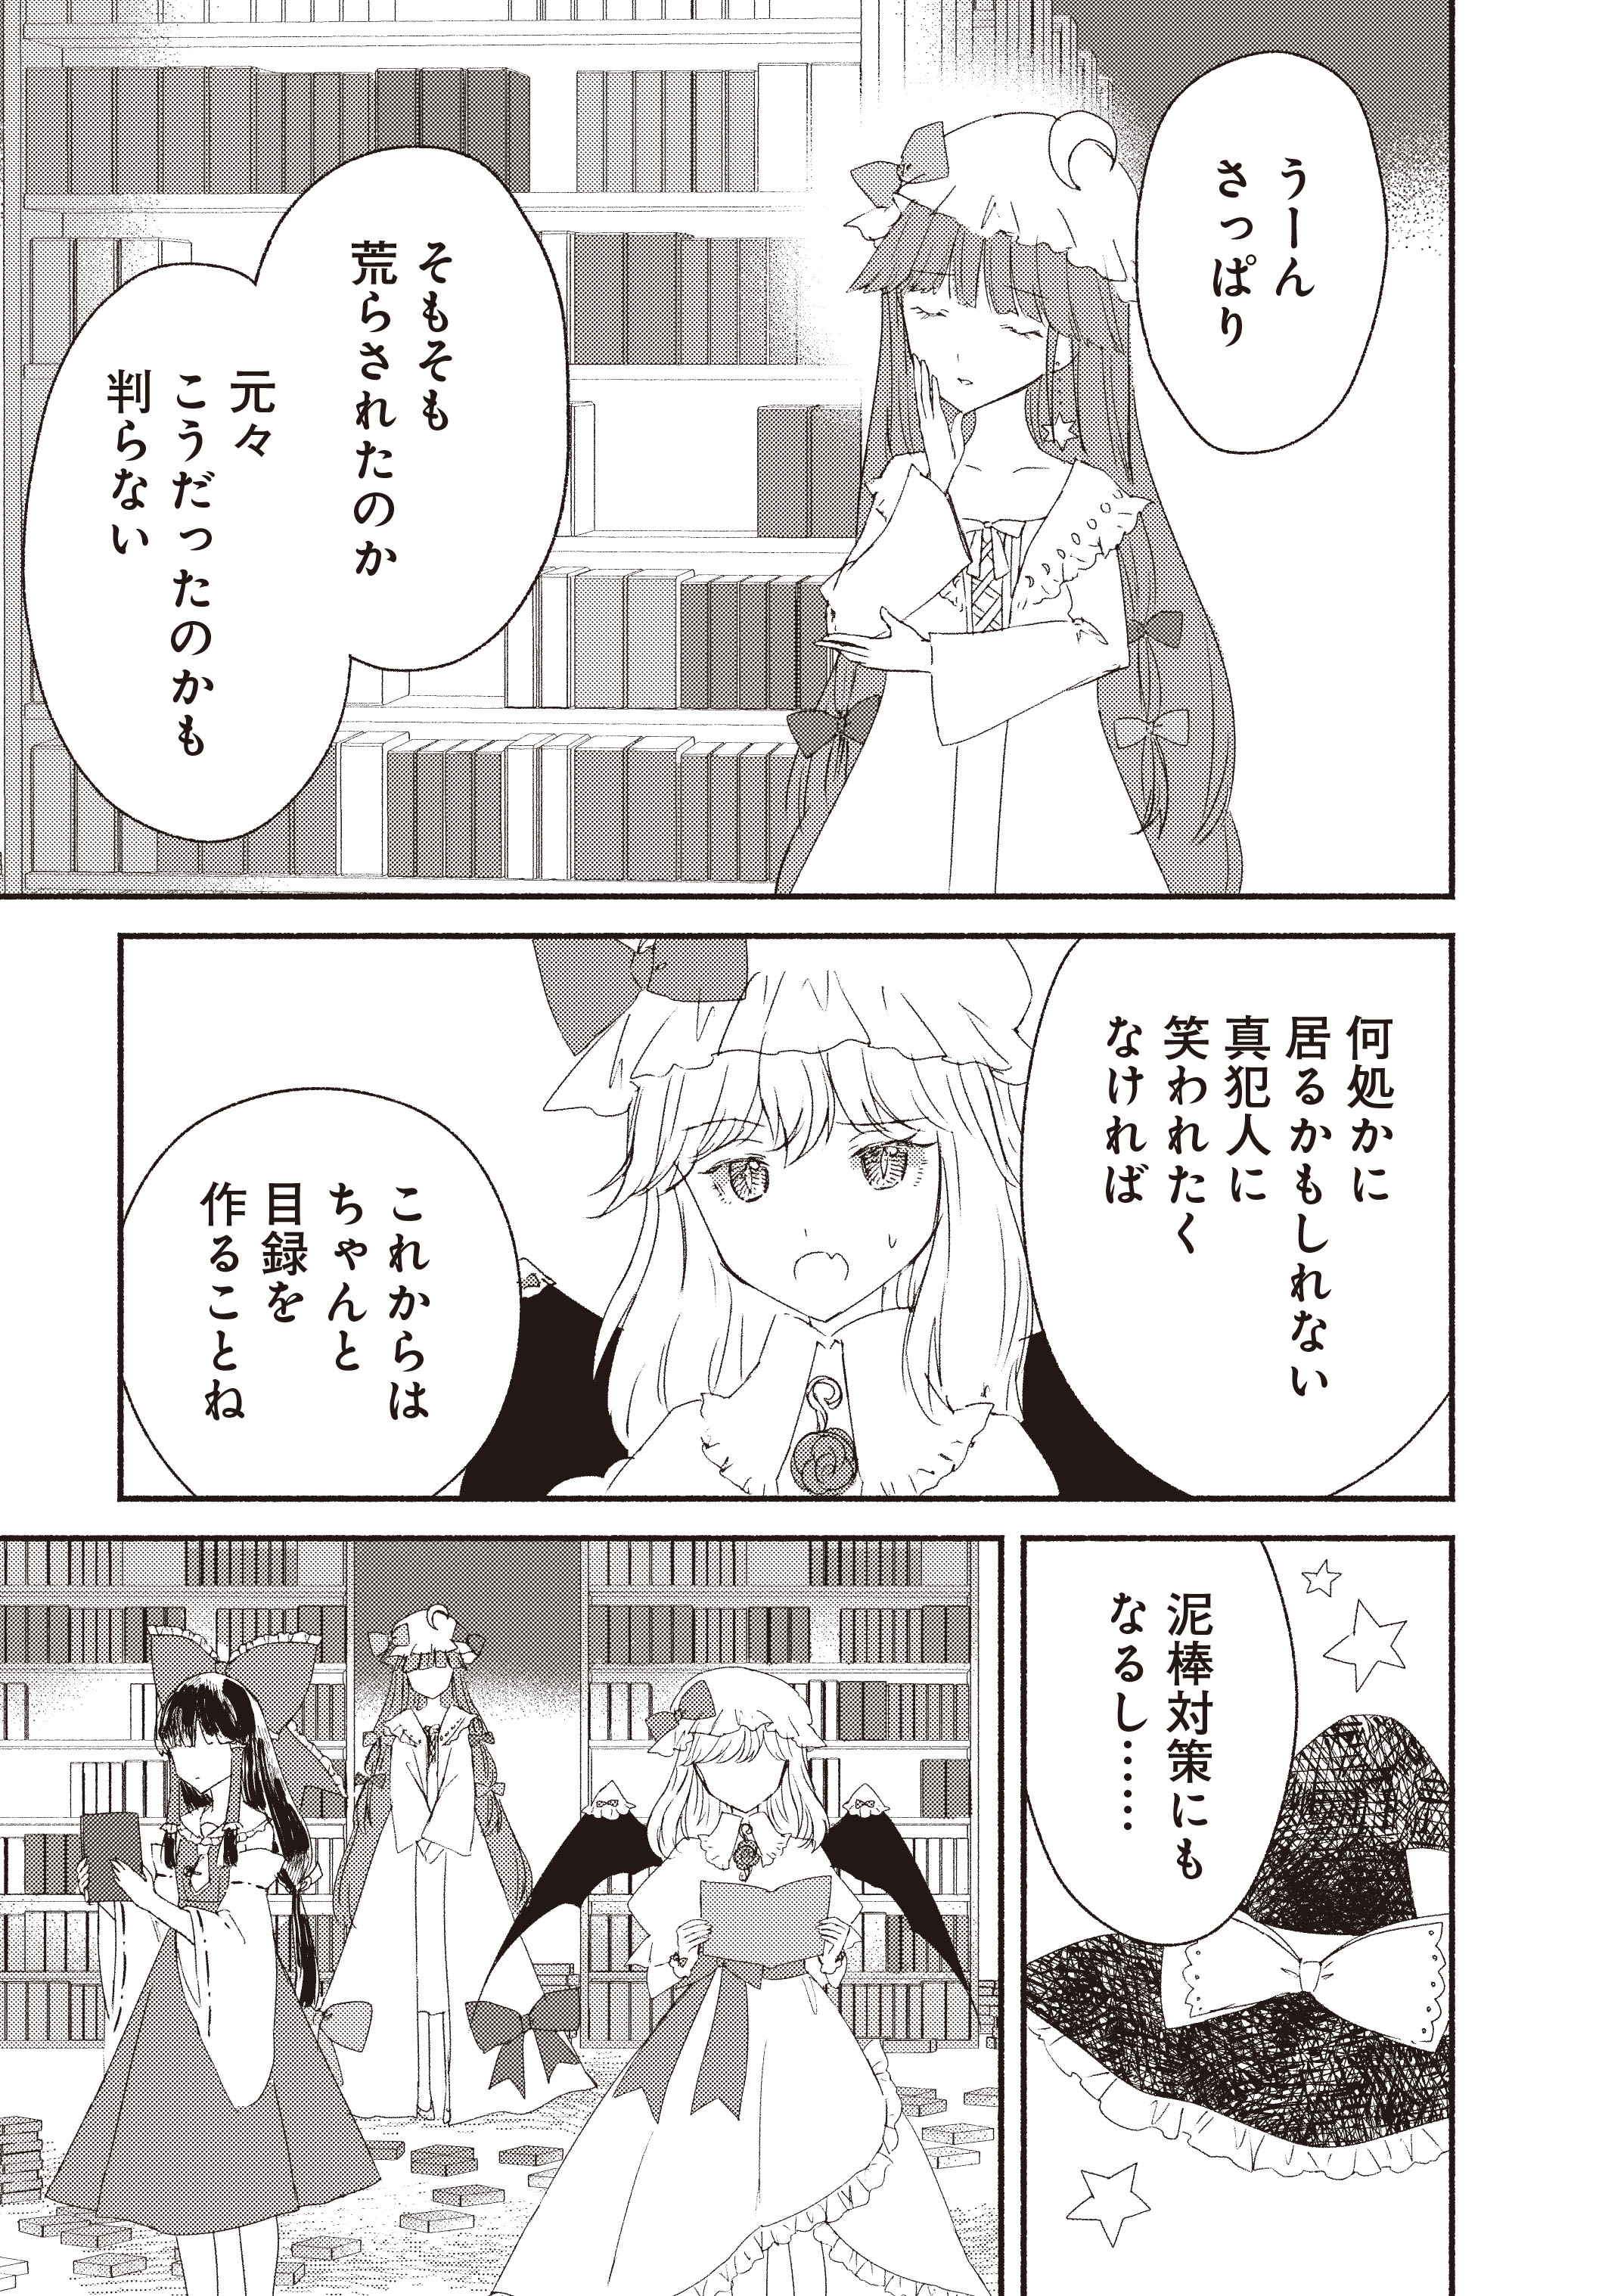 うーん
さっぱり
そもそも
荒らされたのか
元々
こうだったのかも
判らない
何処かに
居るかもしれない
真犯人に
笑われたく
なければ
これからは
ちゃんと
目録を
作ることね
泥棒対策にも
なるし……